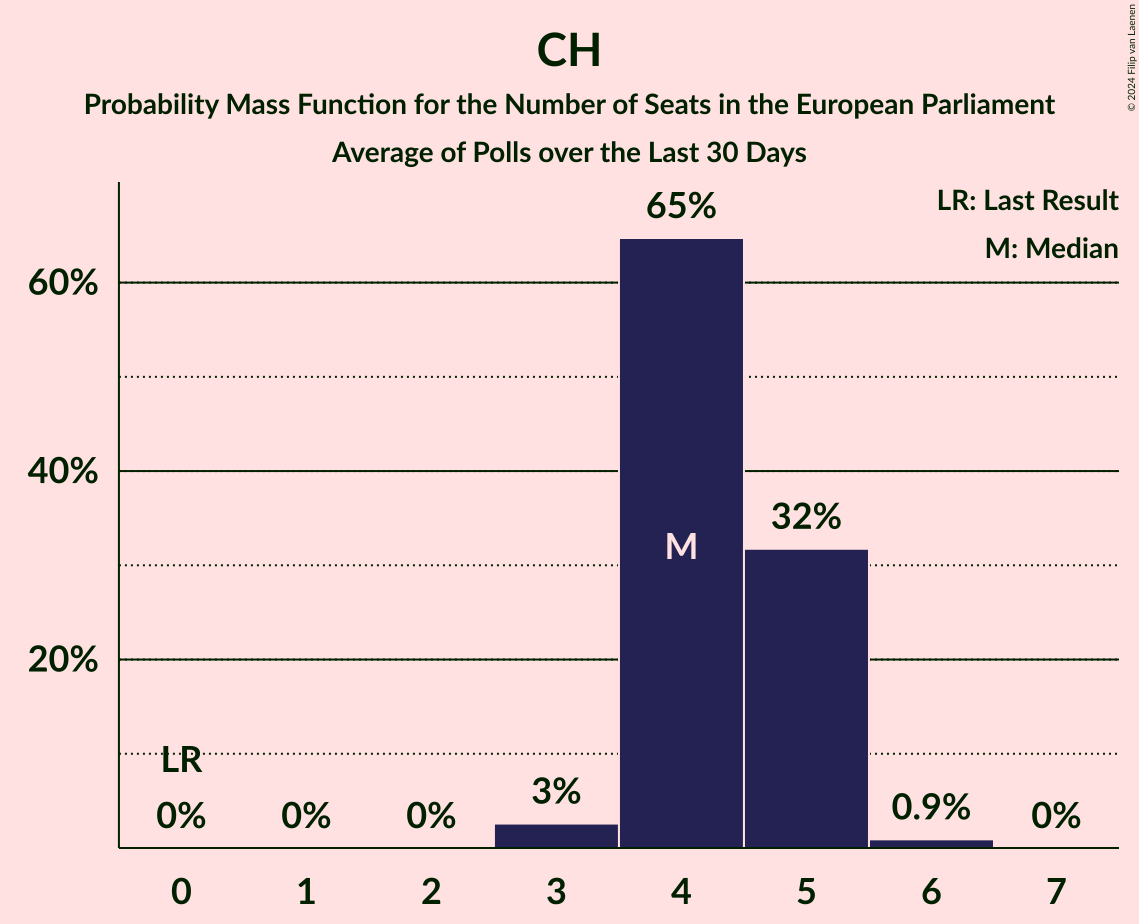 CH
Probability Mass Function for the Number of Seats in the European Parliament
Average of Polls over the Last 30 Days
© 2024 Filip van Laenen
LR: Last Result
M: Median
60%
40%
20%
65%
32%
M
LR
0%
0%
0%
3%
0.9%
0%
0 1 2 3 4 5 6 7